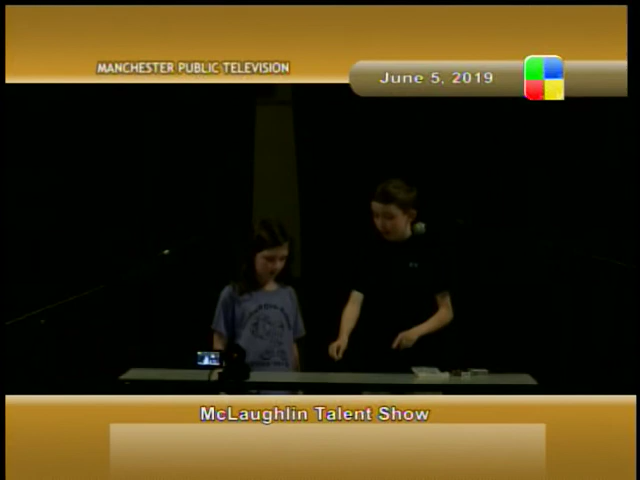 MANCHESTER PUBLIC TELEVISION
June 5, 2019
McLaughlin Talent Show